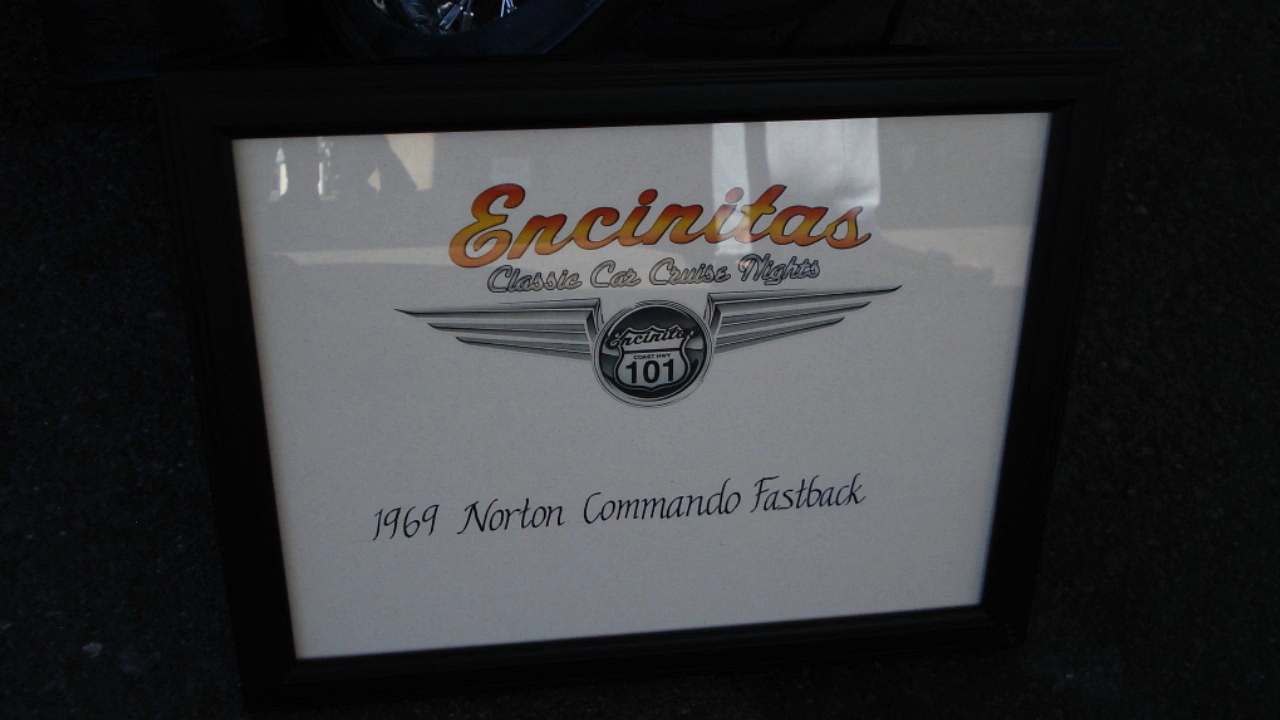 Encinitas
Classic Car Cruise Nights
Encinitas
COAST HWY
101
1969 Norton Commando Fastback